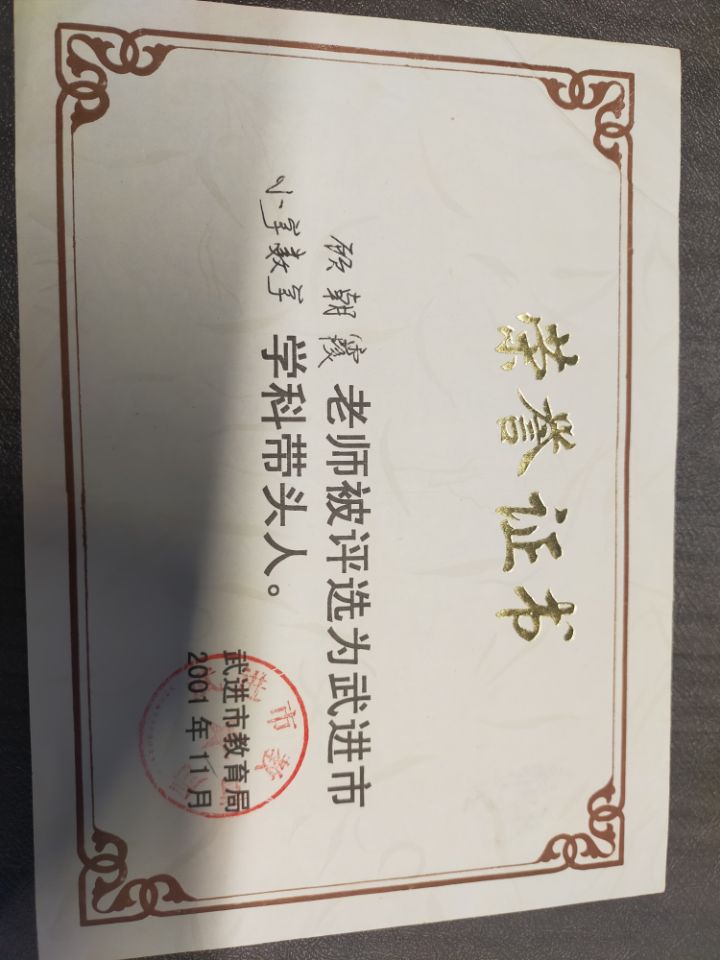 荣誉证书
顾朝霞 老师被评选为武进市
小学数学 学科带头人。
武进市教育局
2001年11月